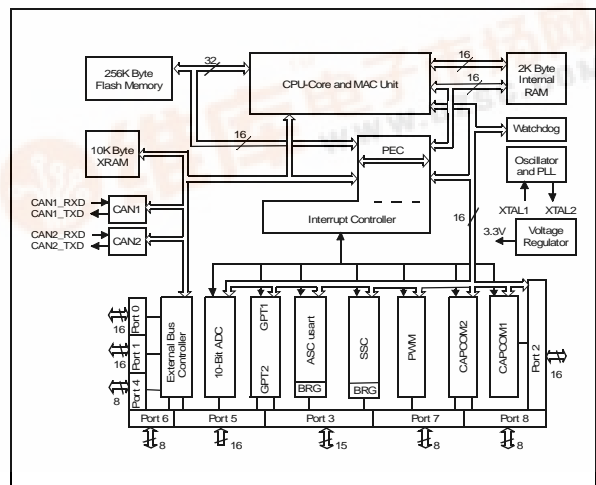 256K Byte
Flash Memory
32
CPU-Core and MAC Unit
16
16
2K Byte
Internal
RAM
16
PEC
Watchdog
10K Byte
XRAM
Oscillator
and PLL
CAN1_RXD
CAN1_TXD
CAN1
XTAL1
XTAL2
CAN2_RXD
CAN2_TXD
CAN2
Interrupt Controller
16
3.3V
Voltage
Regulator
Port 0
16
Port 1
16
Port 4
8
External Bus
Controller
10-Bit ADC
GPT1
GPT2
ASC usart
BRG
SSC
BRG
PWM
CAPCOM2
CAPCOM1
Port 2
16
Port 6
Port 5
Port 3
Port 7
Port 8
8
16
15
8
8